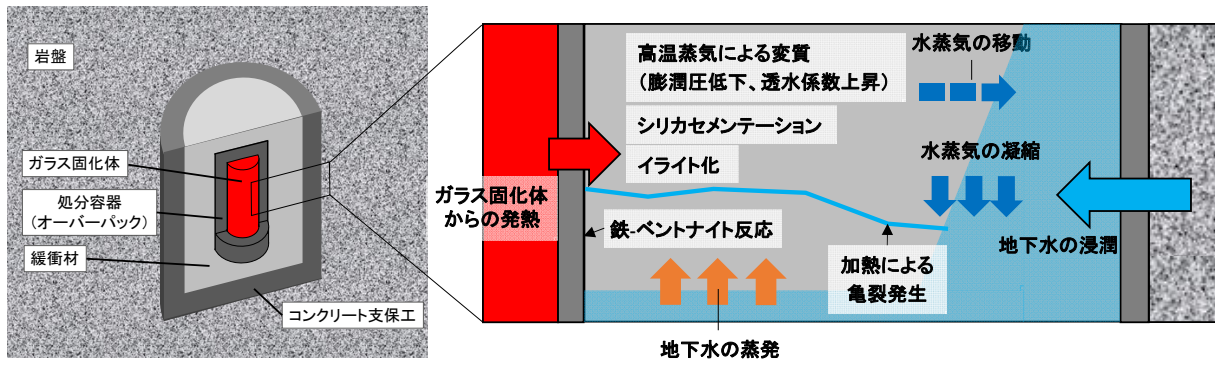 岩盤
ガラス固化体
処分容器
（オーバーパック）
緩衝材
コンクリート支保工
ガラス固化体
からの発熱
高温蒸気による変質
（膨潤圧低下、透水係数上昇）
シリカセメンテーション
イライト化
鉄-ベントナイト反応
水蒸気の移動
水蒸気の凝縮
地下水の浸潤
加熱による
亀裂発生
地下水の蒸発